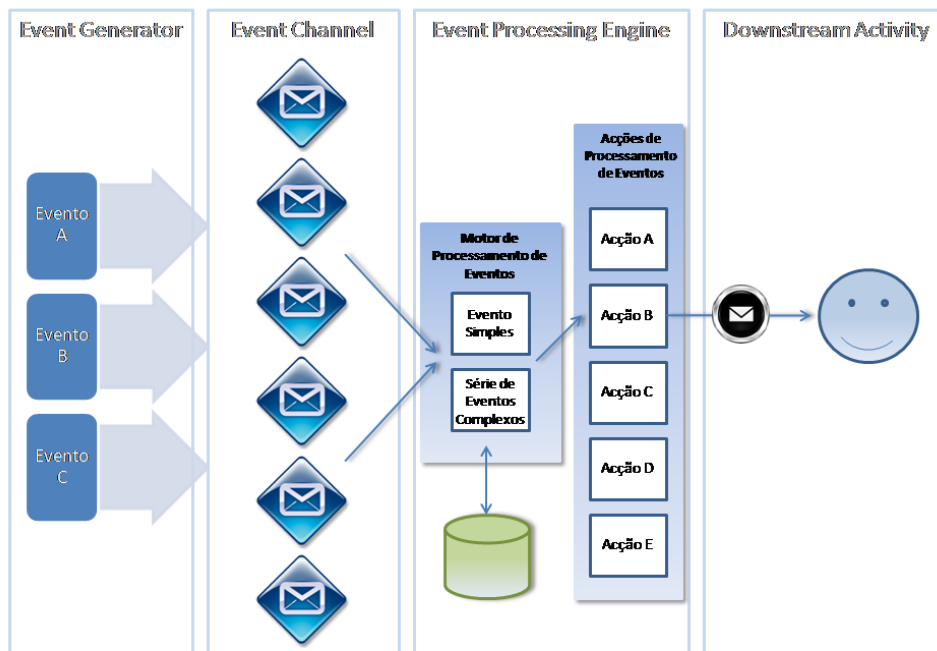 Event Generator
Event Channel
Event Processing Engine
Downstream Activity
Evento
A
Evento
B
Evento
C
Motor de
Processamento de
Eventos
Evento
Simples
Série de
Eventos
Complexos
Acções de
Processamento
de Eventos
Acção A
Acção B
Acção C
Acção D
Acção E